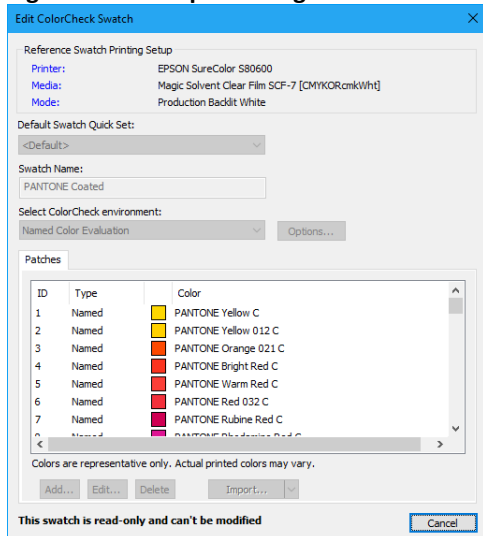 Edit ColorCheck Swatch
Reference Swatch Printing Setup
Printer: EPSON SureColor S80600
Media: Magic Solvent Clear Film SCF-7 [CMYKORcmkWht]
Mode: Production Backlit White
Default Swatch Quick Set:
<Default>
Swatch Name:
PANTONE Coated
Select ColorCheck environment:
Named Color Evaluation Options...
Patches
ID Type Color
1 Named PANTONE Yellow C
2 Named PANTONE Yellow 012 C
3 Named PANTONE Orange 021 C
4 Named PANTONE Bright Red C
5 Named PANTONE Warm Red C
6 Named PANTONE Red 032 C
7 Named PANTONE Rubine Red C
Colors are representative only. Actual printed colors may vary.
Add... Edit... Delete Import...
This swatch is read-only and can't be modified
Cancel